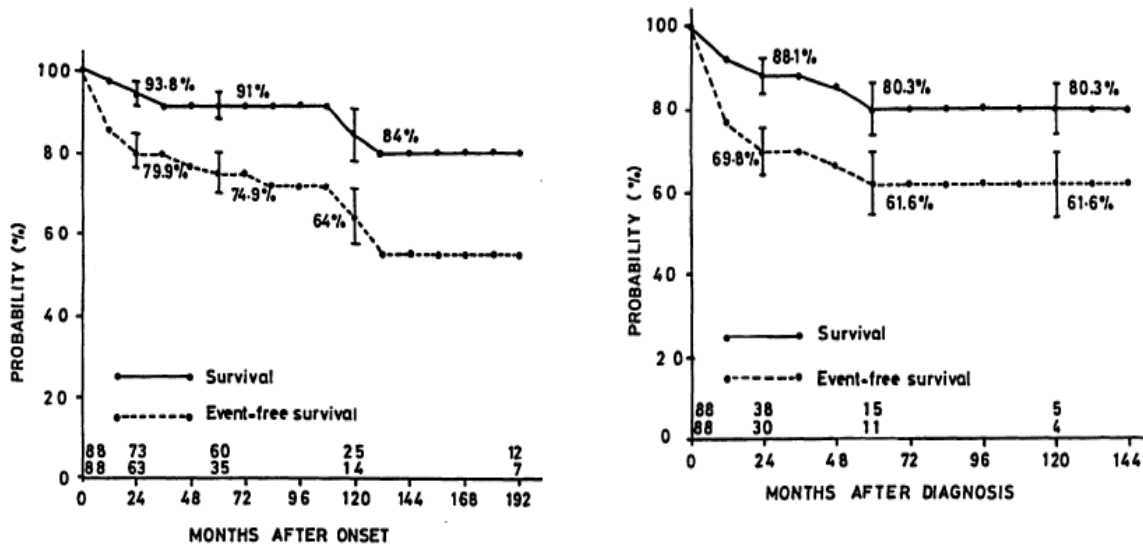 100
93.8%
91%
84%
80
79.9%
74.9%
64%
60
40
20
0
PROBABILITY (%)
Survival
Event-free survival
88 73 60 25 12
88 63 35 14 7
0 24 48 72 96 120 144 168 192
MONTHS AFTER ONSET
100
88.1%
80.3%
80.3%
80
69.8%
61.6%
61.6%
60
40
20
0
PROBABILITY (%)
Survival
Event-free survival
88 38 15 5
88 30 11 4
0 24 48 72 96 120 144
MONTHS AFTER DIAGNOSIS